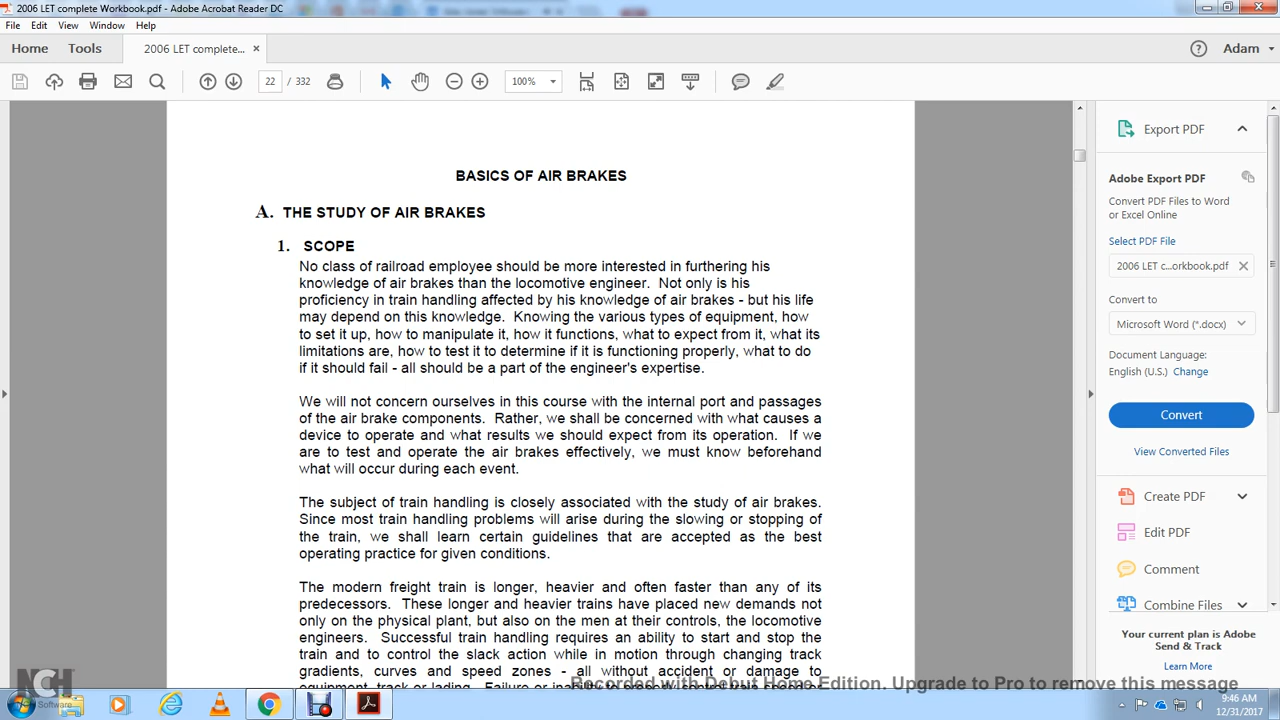 2006 LET complete Workbook.pdf - Adobe Acrobat Reader DC
File Edit View Window Help
Home Tools 2006 LET complete... × Adam
22 / 332 100%
BASICS OF AIR BRAKES
A. THE STUDY OF AIR BRAKES
1. SCOPE
No class of railroad employee should be more interested in furthering his
knowledge of air brakes than the locomotive engineer. Not only is his
proficiency in train handling affected by his knowledge of air brakes - but his life
may depend on this knowledge. Knowing the various types of equipment, how
to set it up, how to manipulate it, how it functions, what to expect from it, what its
limitations are, how to test it to determine if it is functioning properly, what to do
if it should fail - all should be a part of the engineer's expertise.
We will not concern ourselves in this course with the internal port and passages
of the air brake components. Rather, we shall be concerned with what causes a
device to operate and what results we should expect from its operation. If we
are to test and operate the air brakes effectively, we must know beforehand
what will occur during each event.
The subject of train handling is closely associated with the study of air brakes.
Since most train handling problems will arise during the slowing or stopping of
the train, we shall learn certain guidelines that are accepted as the best
operating practice for given conditions.
The modern freight train is longer, heavier and often faster than any of its
predecessors. These longer and heavier trains have placed new demands not
only on the physical plant, but also on the men at their controls, the locomotive
engineers. Successful train handling requires an ability to start and stop the
train and to control the slack action while in motion through changing track
gradients, curves and speed zones - all without accident or damage to
equipment, track or lading. Failure or
Export PDF
Adobe Export PDF
Convert PDF Files to Word
or Excel Online
Select PDF File
2006 LET c...orkbook.pdf
Convert to
Microsoft Word (*.docx)
Document Language:
English (U.S.) Change
Convert
View Converted Files
Create PDF
Edit PDF
Comment
Combine Files
Your current plan is Adobe
Send & Track
Learn More
Recorded with Debut Home Edition. Upgrade to Pro to remove this message
NCH Software
9:46 AM
12/31/2017